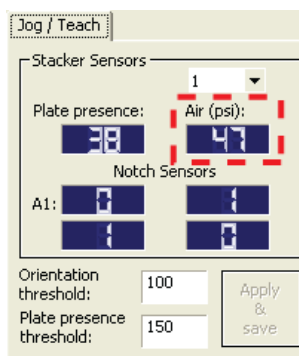 Jog / Teach
Stacker Sensors
1
Plate presence: Air (psi):
38 47
Notch Sensors
A1: 0 1
1 0
Orientation threshold: 100
Plate presence threshold: 150
Apply & save